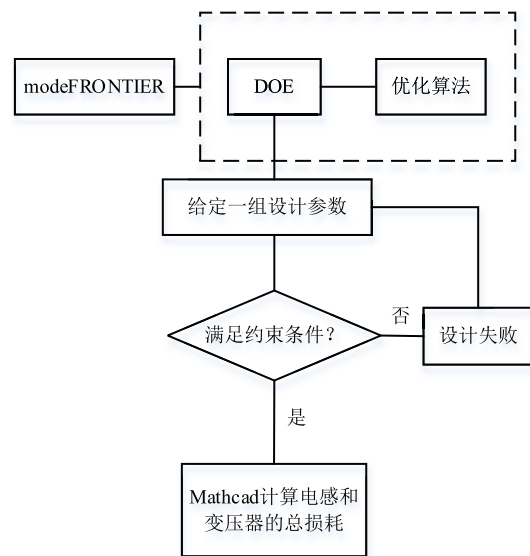 modeFRONTIER
DOE
优化算法
给定一组设计参数
满足约束条件？
否
设计失败
是
Mathcad计算电感和
变压器的总损耗